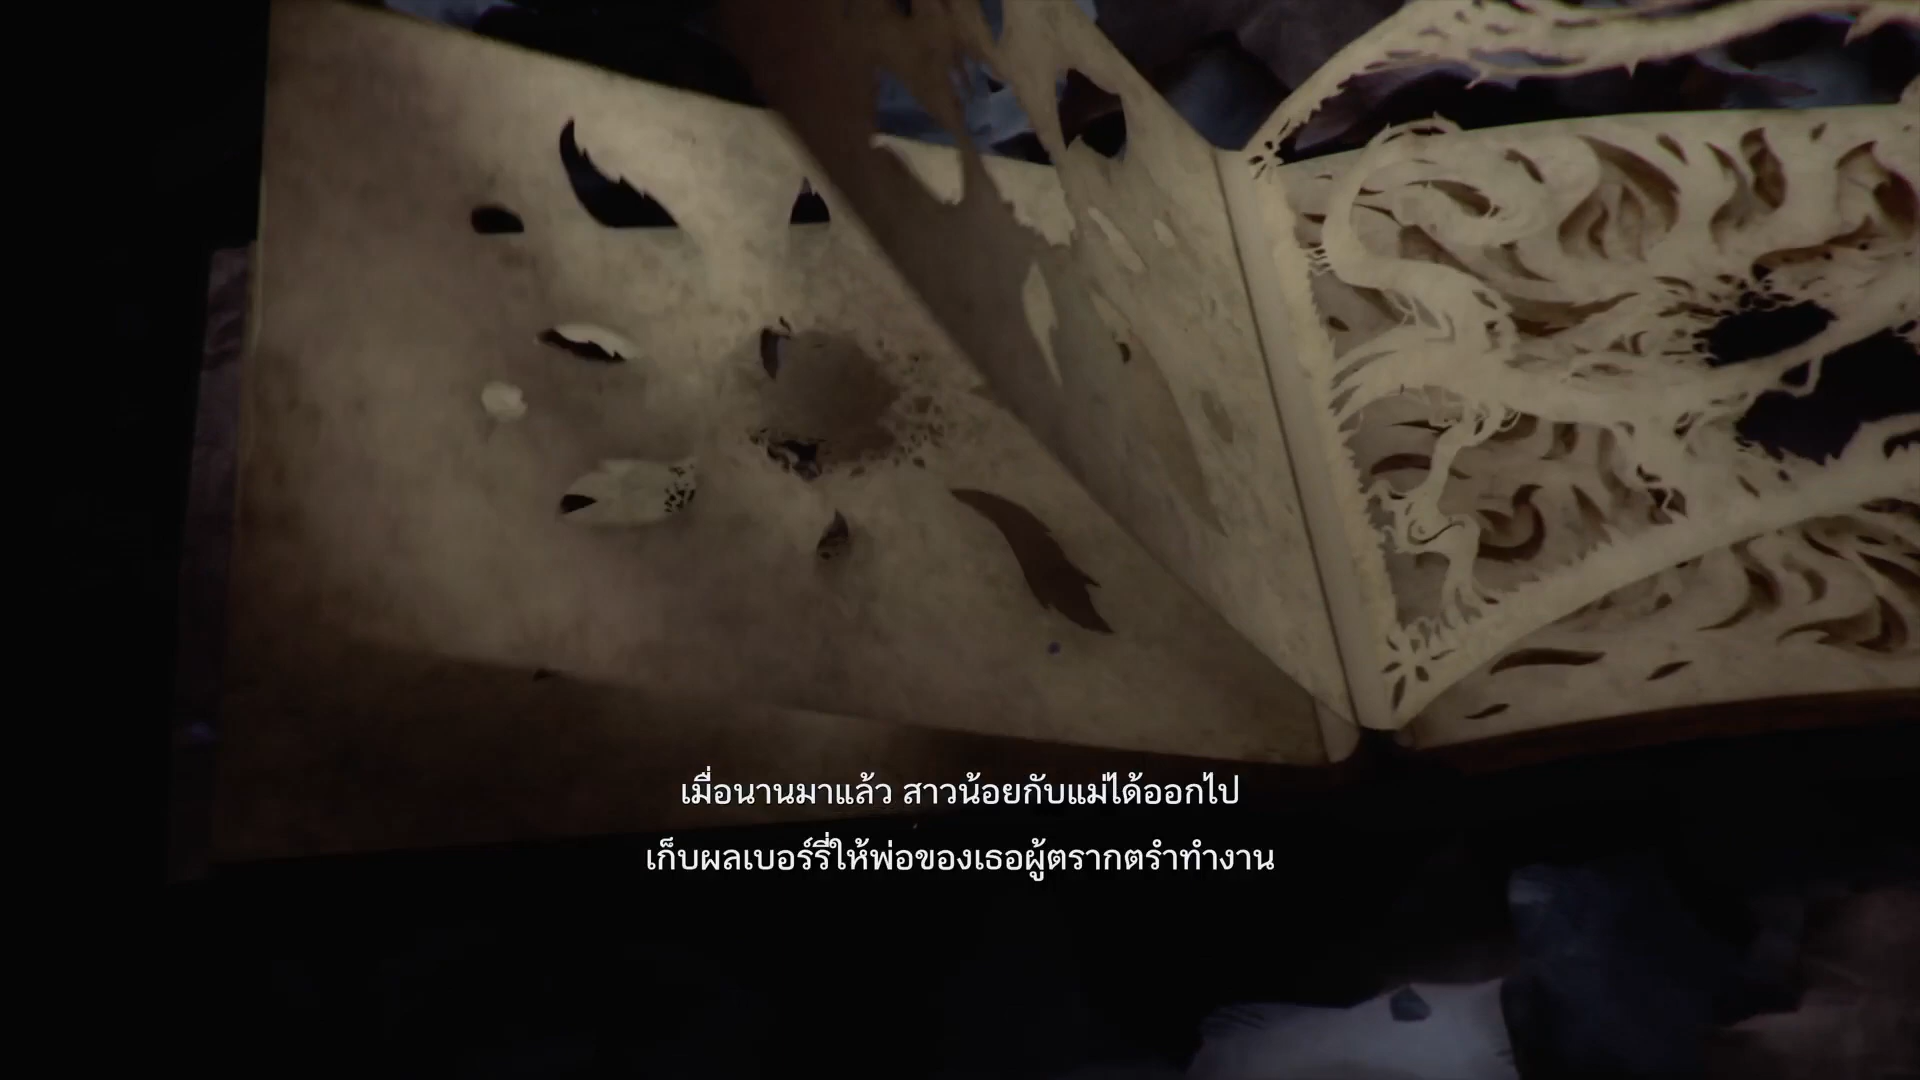 เมื่อนานมาแล้ว สาวน้อยกับแม่ได้ออกไป
เก็บผลเบอร์รี่ให้พ่อของเธอผู้ตรากตรำทำงาน